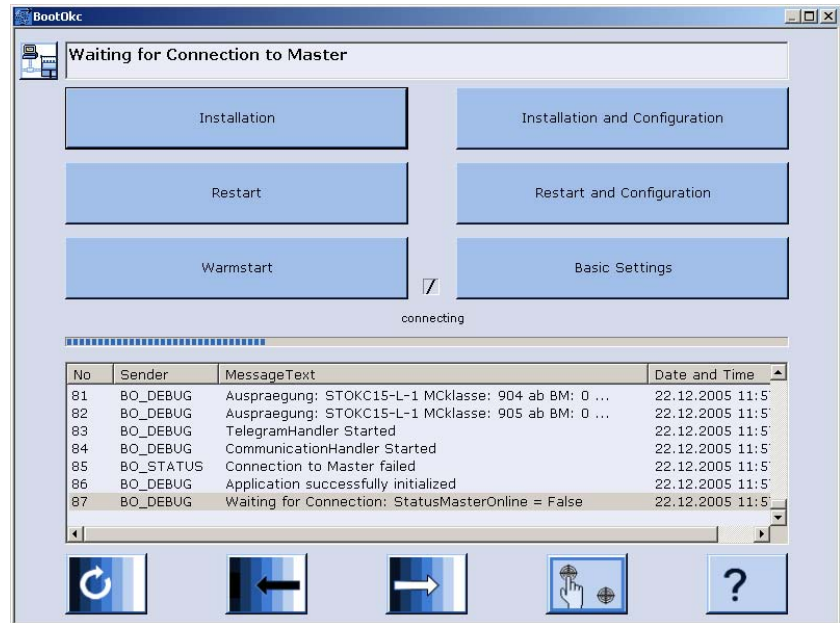 BootOkc
Waiting for Connection to Master
Installation
Installation and Configuration
Restart
Restart and Configuration
Warmstart
Basic Settings
connecting
No Sender MessageText Date and Time
81 BO_DEBUG Auspraegung: STOKC15-L-1 MCklasse: 904 ab BM: 0 ... 22.12.2005 11:5
82 BO_DEBUG Auspraegung: STOKC15-L-1 MCklasse: 905 ab BM: 0 ... 22.12.2005 11:5
83 BO_DEBUG TelegramHandler Started 22.12.2005 11:5
84 BO_DEBUG CommunicationHandler Started 22.12.2005 11:5
85 BO_STATUS Connection to Master failed 22.12.2005 11:5
86 BO_DEBUG Application successfully initialized 22.12.2005 11:5
87 BO_DEBUG Waiting for Connection: StatusMasterOnline = False 22.12.2005 11:5
?